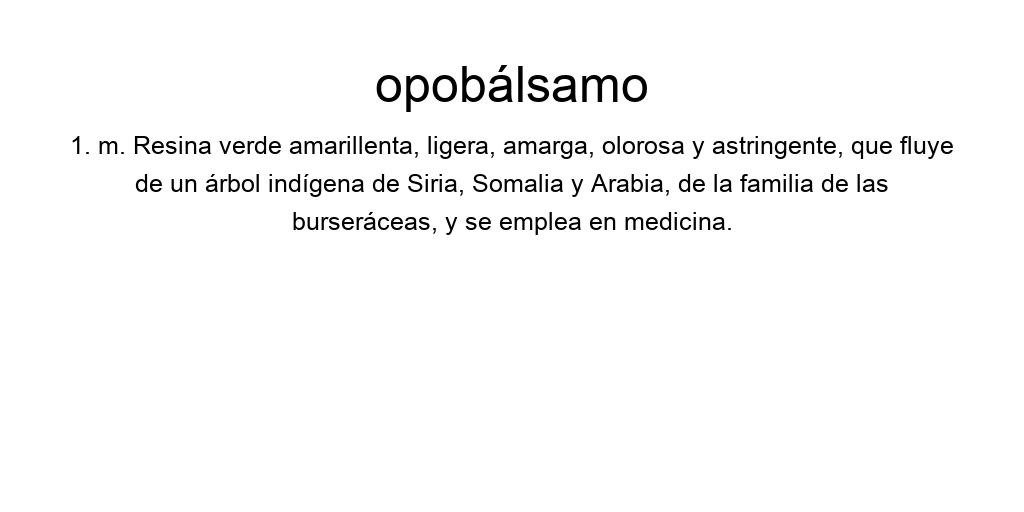 opobálsamo
1. m. Resina verde amarillenta, ligera, amarga, olorosa y astringente, que fluye
de un árbol indígena de Siria, Somalia y Arabia, de la familia de las
burseráceas, y se emplea en medicina.